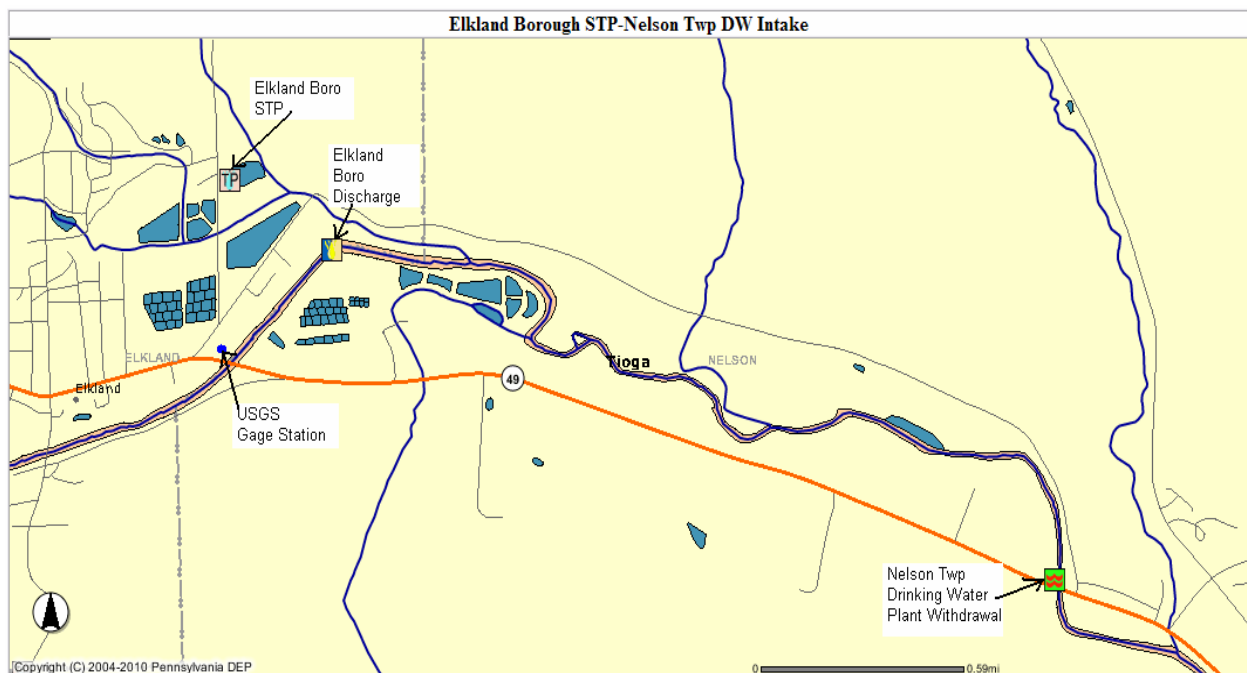 Elkland Borough STP-Nelson Twp DW Intake
Elkland Boro
STP
TP
Elkland
Boro
Discharge
ELKLAND
Elkland
USGS
Gage Station
Tioga
NELSON
49
Nelson Twp
Drinking Water
Plant Withdrawal
Copyright (C) 2004-2010 Pennsylvania DEP
0
0.59mi